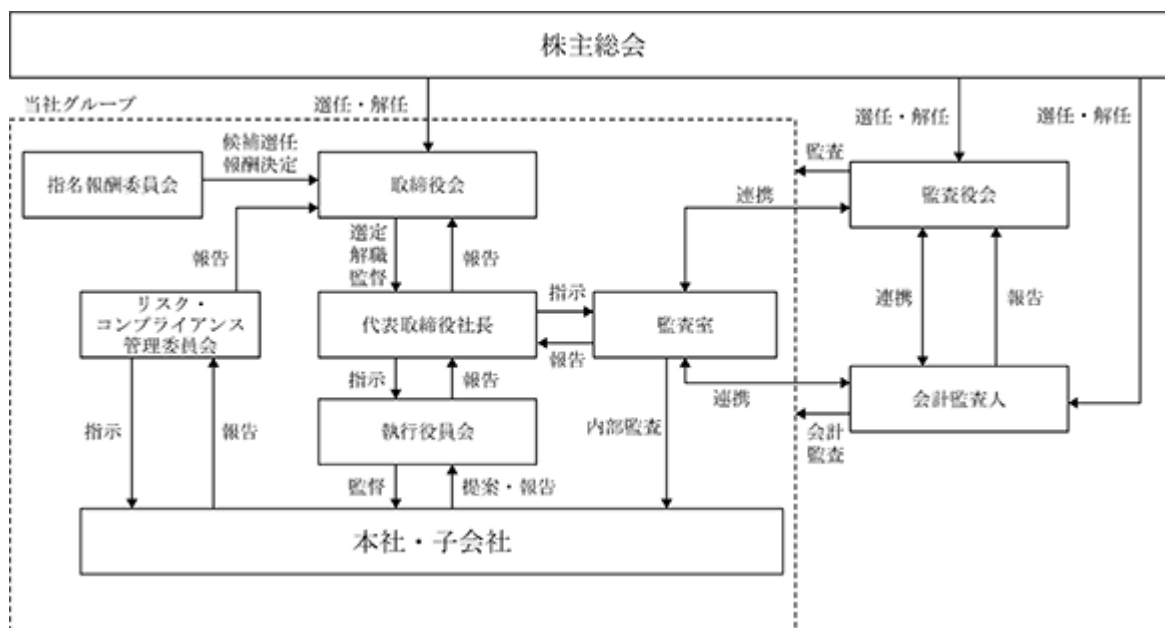 株主総会
当社グループ
選任・解任
選任・解任
選任・解任
候補選任
報酬決定
監査
指名報酬委員会
取締役会
監査役会
連携
報告
選定
解職
監督
報告
連携
報告
リスク・
コンプライアンス
管理委員会
指示
代表取締役社長
監査室
報告
指示
報告
連携
会計監査人
指示
報告
執行役員会
内部監査
会計
監査
監督
提案・報告
本社・子会社